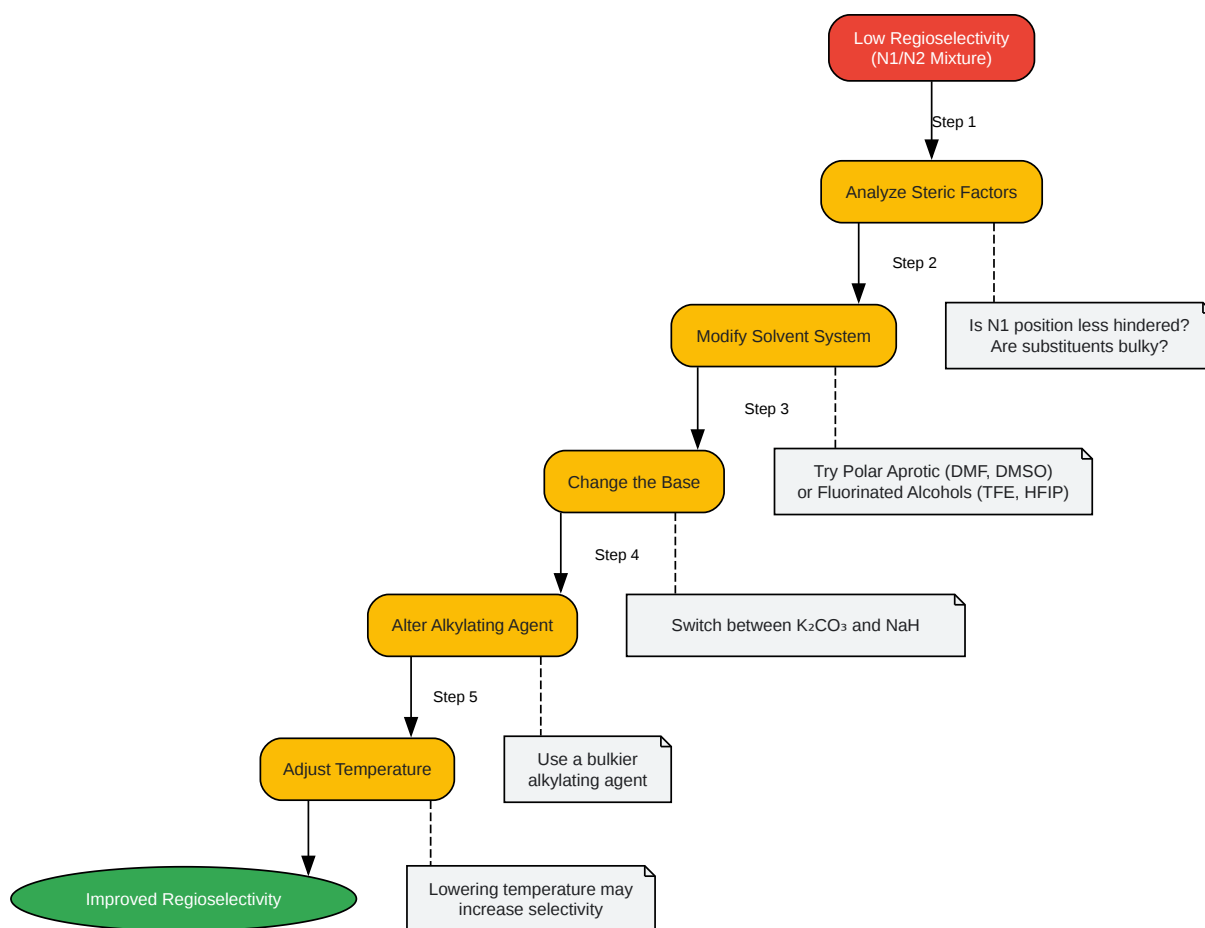 Low Regioselectivity
(N1/N2 Mixture)
Step 1
Analyze Steric Factors
Step 2
Is N1 position less hindered?
Are substituents bulky?
Modify Solvent System
Step 3
Try Polar Aprotic (DMF, DMSO)
or Fluorinated Alcohols (TFE, HFIP)
Change the Base
Step 4
Switch between K₂CO₃ and NaH
Alter Alkylating Agent
Step 5
Use a bulkier
alkylating agent
Adjust Temperature
Lowering temperature may
increase selectivity
Improved Regioselectivity